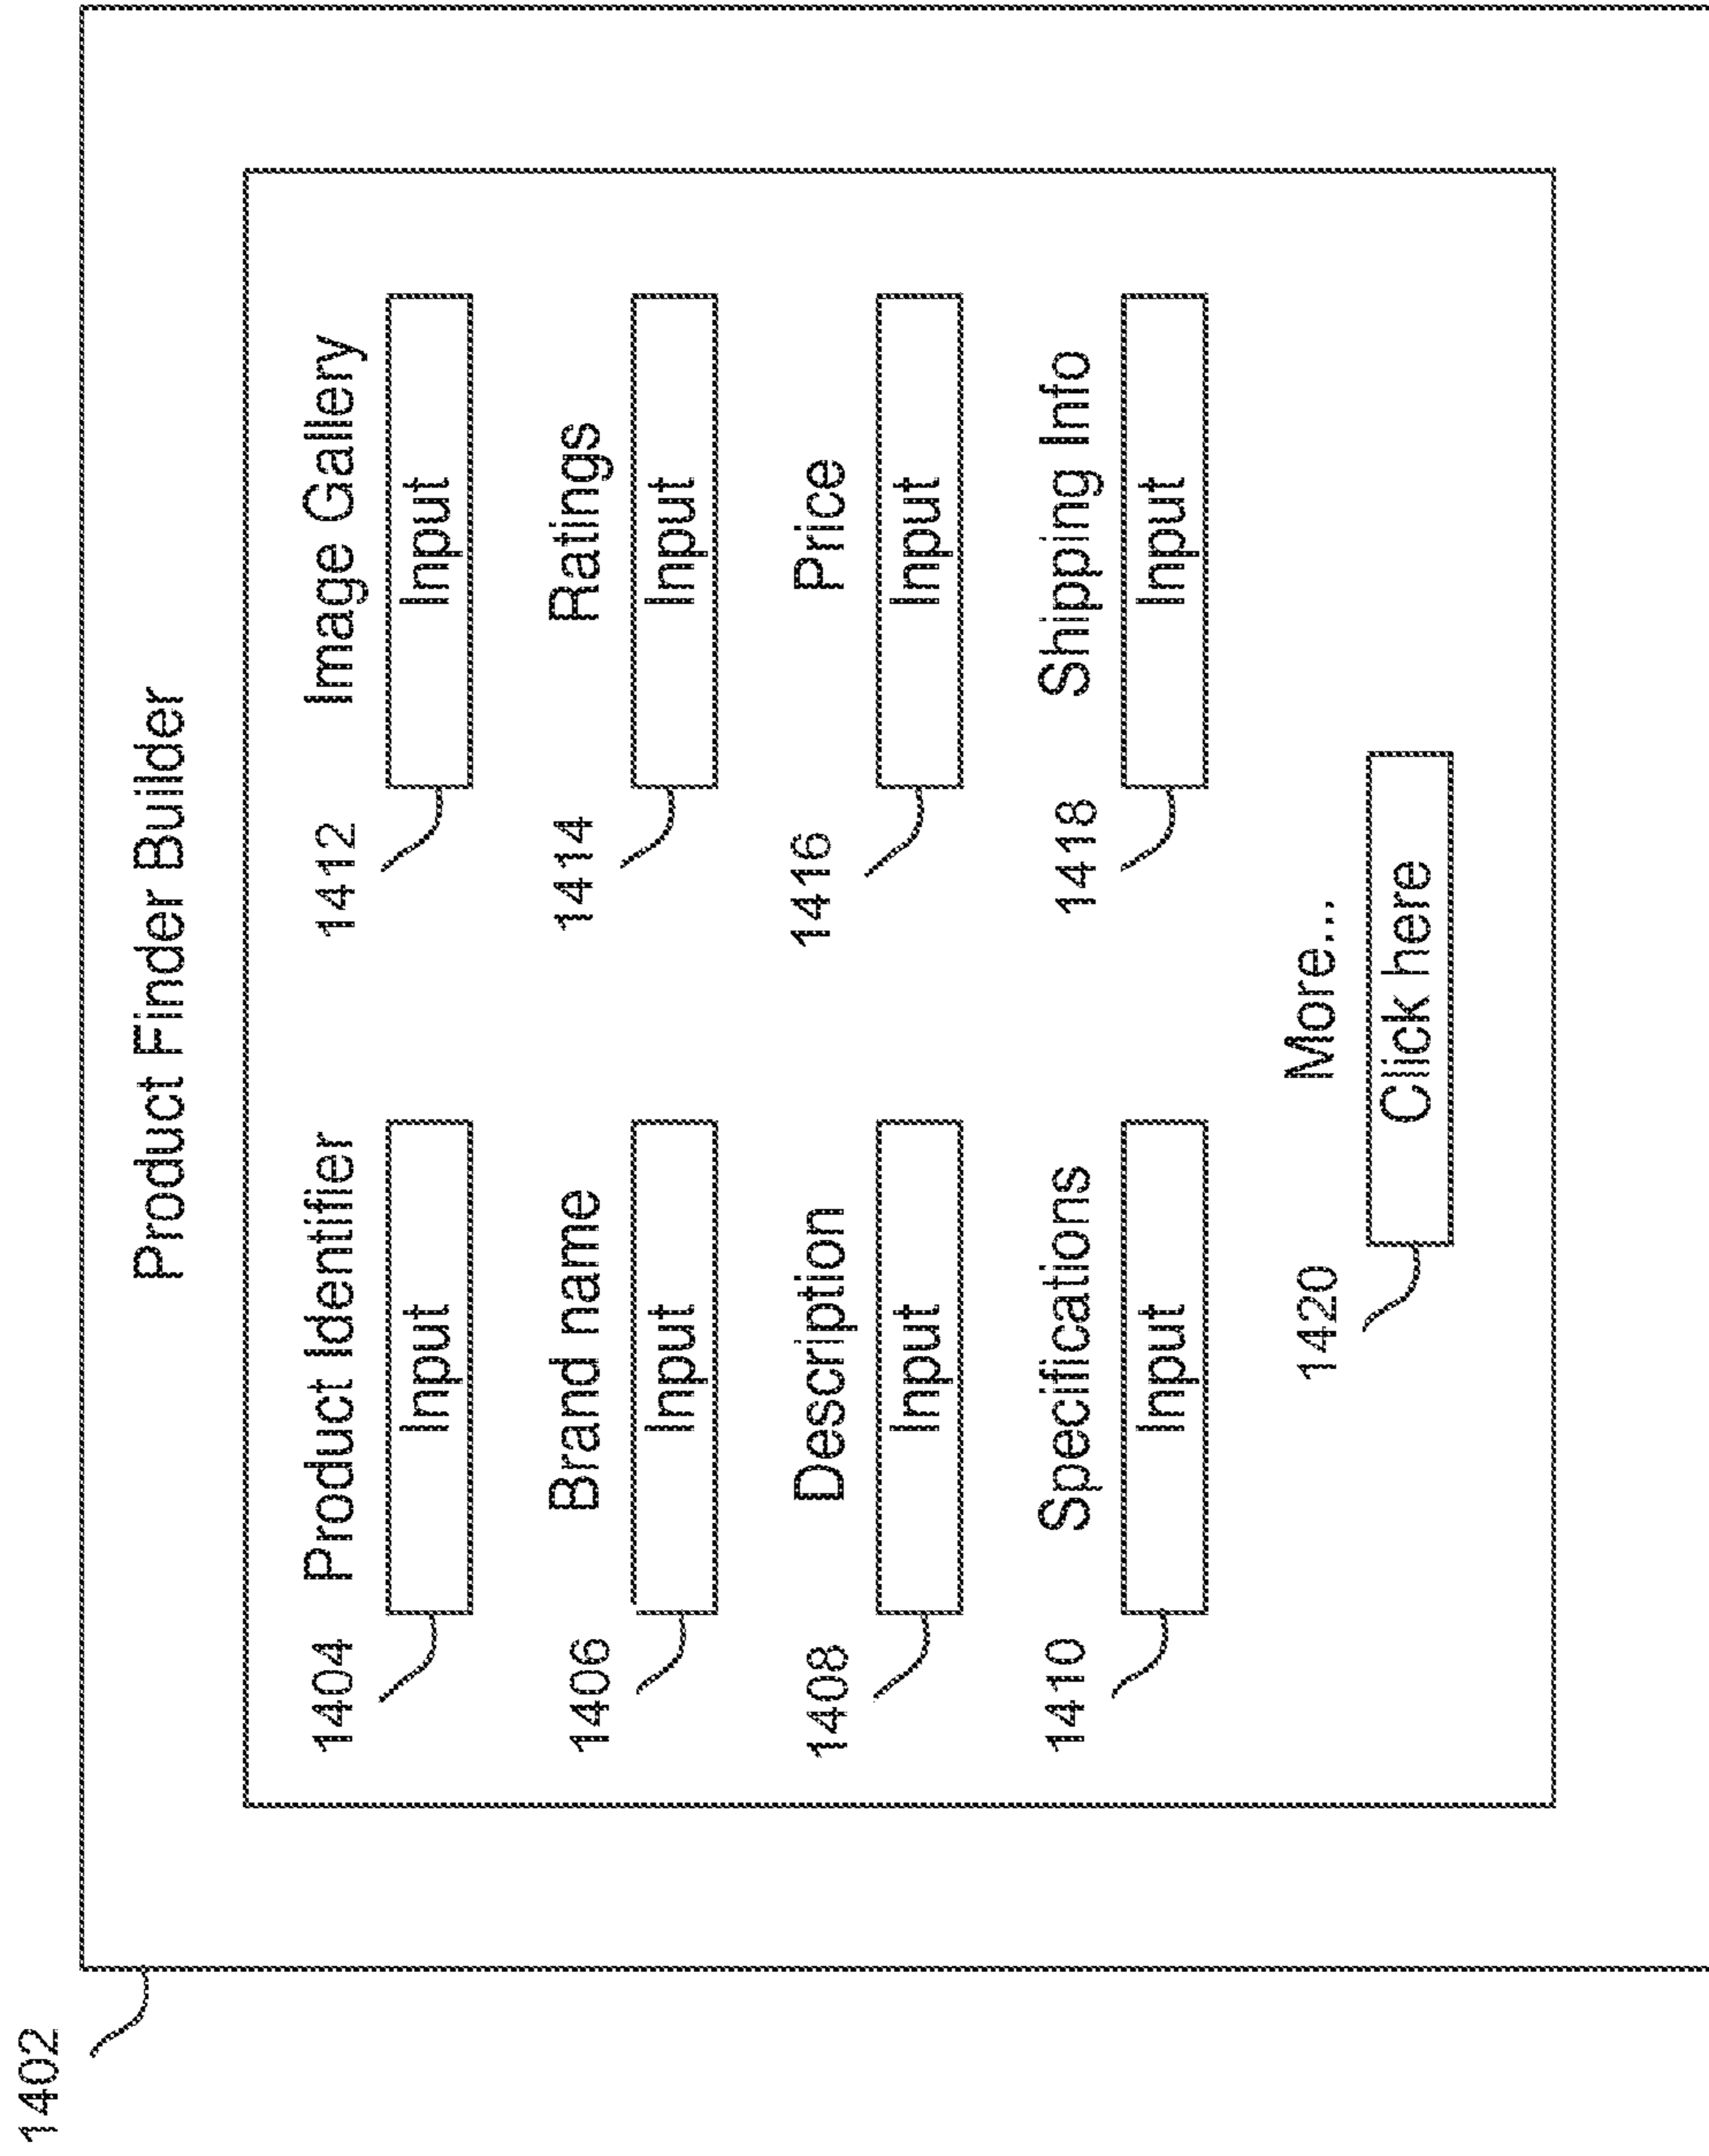 1402
Product Finder Builder
1404 Product Identifier
Input
1412 Image Gallery
Input
1406 Brand name
Input
1414 Ratings
Input
1408 Description
Input
1416 Price
Input
1410 Specifications
Input
1418 Shipping Info
Input
1420 More...
Click here